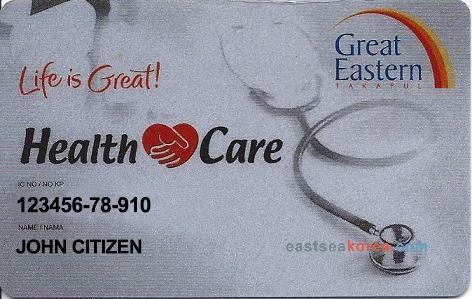 Life is Great!
Great
Eastern
TAKAFUL
Health Care
IC NO / NO KP
123456-78-910
NAME / NAMA
JOHN CITIZEN
eastseakorea.com